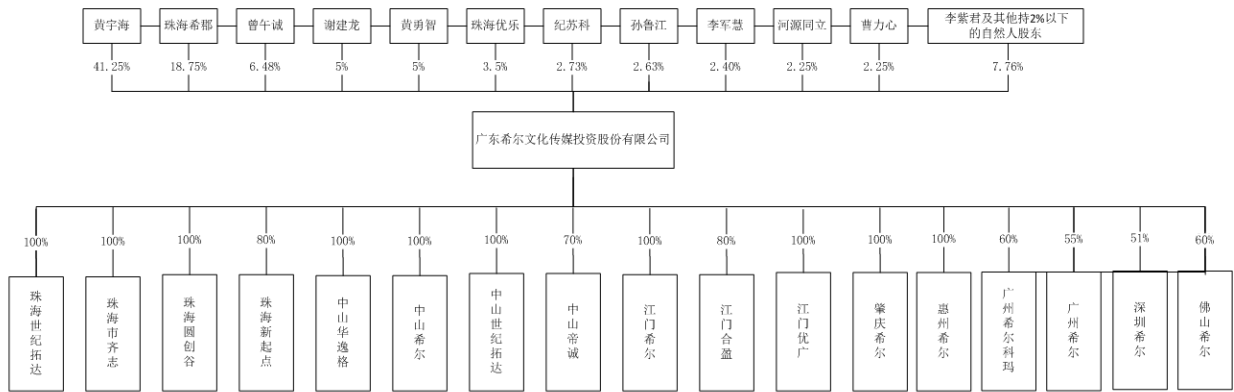 黄宇海
珠海希郡
曾午诚
谢建龙
黄勇智
珠海优乐
纪苏科
孙鲁江
李军慧
河源同立
曹力心
李紫君及其他持2%以下
的自然人股东
41.25%
18.75%
6.48%
5%
5%
3.5%
2.73%
2.63%
2.40%
2.25%
2.25%
7.76%
广东希尔文化传媒投资股份有限公司
100%
100%
100%
80%
100%
100%
100%
70%
100%
80%
100%
100%
100%
60%
55%
51%
60%
珠海世纪拓达
珠海市齐志
珠海圆创谷
珠海新起点
中山华逸格
中山希尔
中山世纪拓达
中山帝诚
江门希尔
江门合盈
江门优广
肇庆希尔
惠州希尔
广州希尔科玛
广州希尔
深圳希尔
佛山希尔